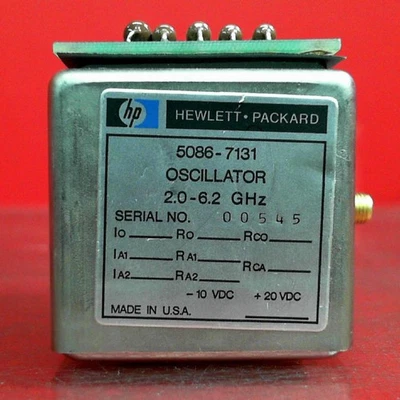 hp HEWLETT·PACKARD
5086-7131
OSCILLATOR
2.0-6.2 GHz
SERIAL NO. 00545
IO RO RCO
IA1 RA1
RCA
IA2 RA2
-10 VDC +20 VDC
MADE IN U.S.A.